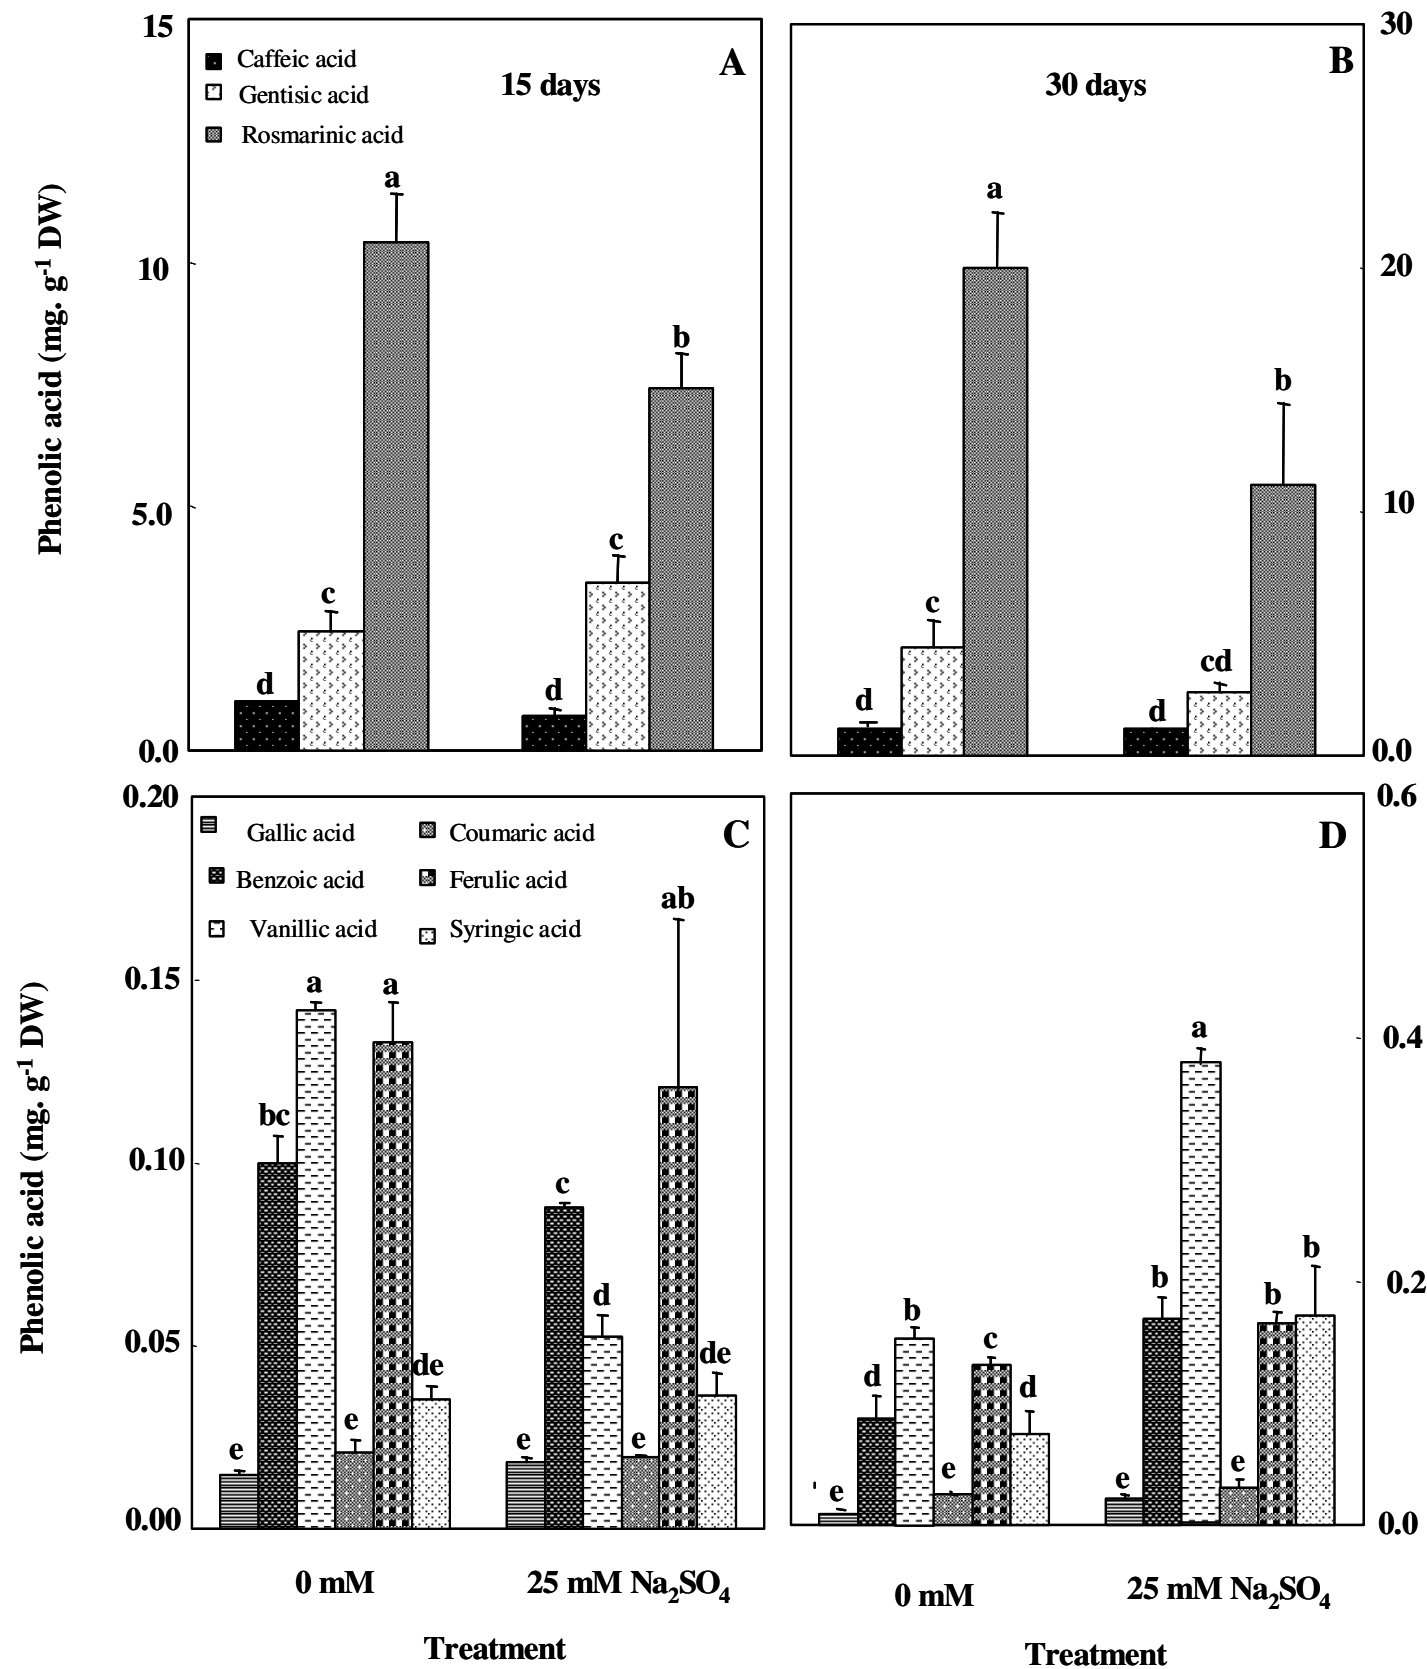 15
Caffeic acid
Gentisic acid
Rosmarinic acid
15 days
A
a
b
c
c
d
d
10
5.0
0.0
Phenolic acid (mg. g-1 DW)
30
B
30 days
a
b
c
cd
d
d
20
10
0.0
0.20
Gallic acid
Coumaric acid
C
Benzoic acid
Ferulic acid
Vanillic acid
Syringic acid
ab
a
a
bc
c
d
de
de
e
e
e
e
0.15
0.10
0.05
0.00
Phenolic acid (mg. g-1 DW)
0 mM
25 mM Na2SO4
Treatment
0.6
D
a
b
b
b
b
c
d
d
e
e
e
e
0.4
0.2
0.0
0 mM
25 mM Na2SO4
Treatment